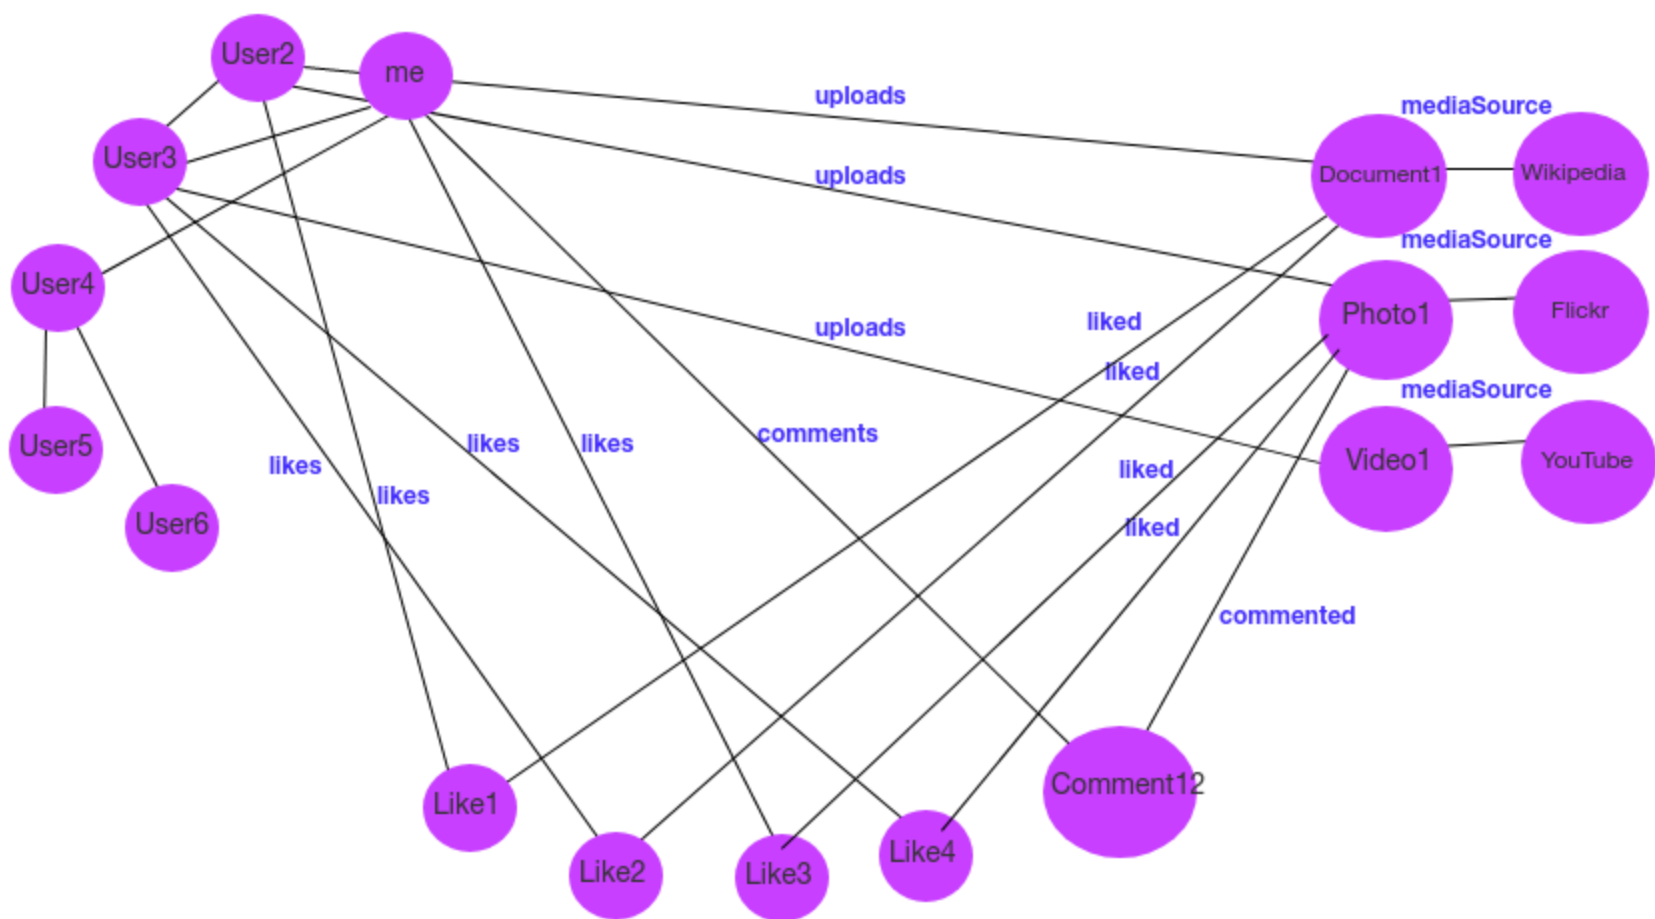 User2
me
uploads
mediaSource
User3
Document1
Wikipedia
uploads
mediaSource
User4
uploads
liked
Photo1
Flickr
liked
mediaSource
User5
likes
likes
likes
comments
liked
Video1
YouTube
likes
User6
liked
commented
Like1
Like2
Like3
Like4
Comment12